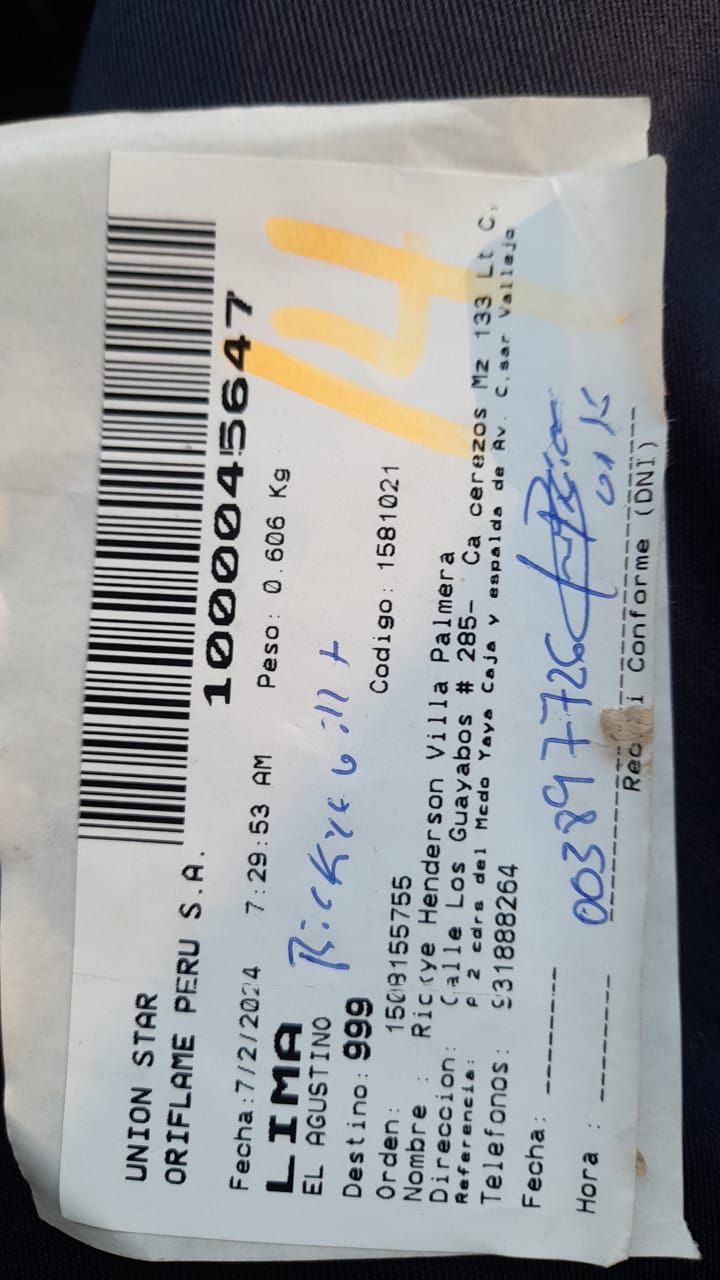 UNION STAR
ORIFLAME PERU S.A.
1000045647
Fecha:7/2/2024 7:29:53 AM Peso: 0.606 Kg
LIMA
EL AGUSTINO
14
Destino: 999
Codigo: 1581021
Orden: 1508155755
Nombre : Rickye Henderson Villa Palmera
Direccion: Calle Los Guayabos # 285- Ca cerezos Mz 133 Lt C.
Referencia: P 2 cdrs del Mcdo Yaya Caja y espalda de Av. C.sar Vallejo
Telefonos: 931888264
Fecha: --------
Hora : --------
003897726
Recibi Conforme (DNI)